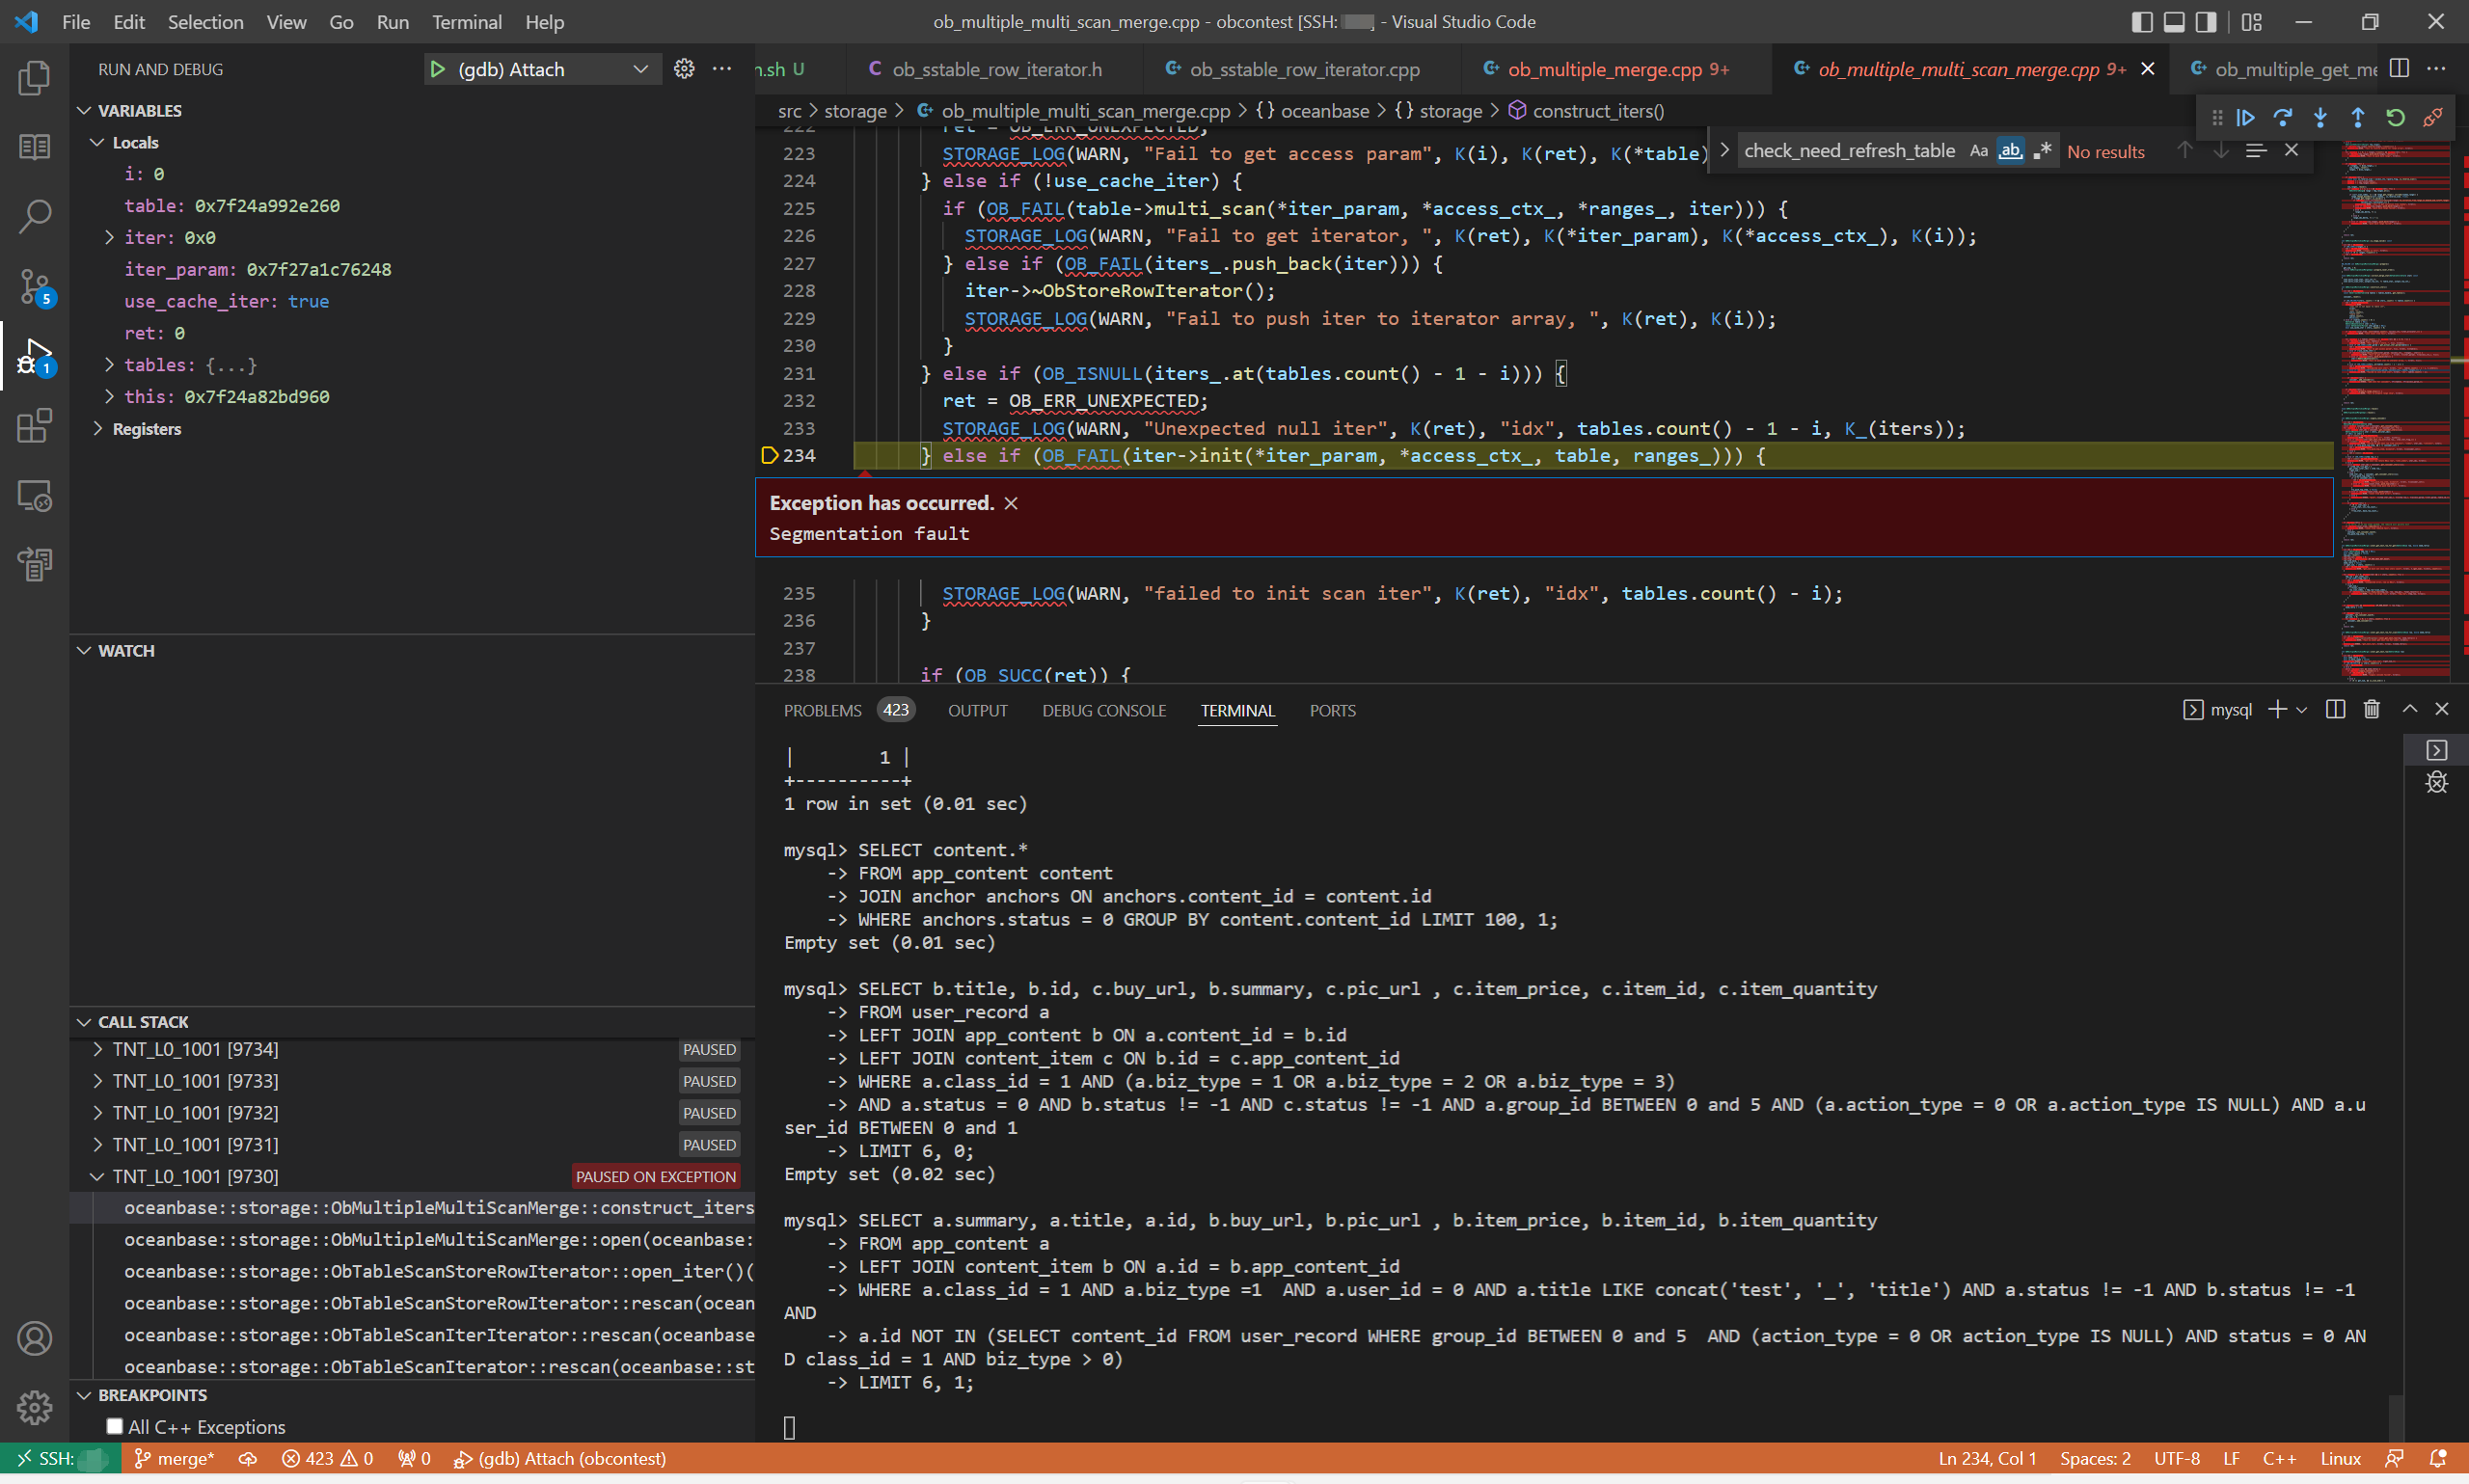 File Edit Selection View Go Run Terminal Help
ob_multiple_multi_scan_merge.cpp - obcontest [SSH: ] - Visual Studio Code
RUN AND DEBUG
(gdb) Attach
VARIABLES
Locals
i: 0
table: 0x7f24a992e260
iter: 0x0
iter_param: 0x7f27a1c76248
use_cache_iter: true
ret: 0
tables: {...}
this: 0x7f24a82bd960
Registers
WATCH
CALL STACK
TNT_L0_1001 [9734] PAUSED
TNT_L0_1001 [9733] PAUSED
TNT_L0_1001 [9732] PAUSED
TNT_L0_1001 [9731] PAUSED
TNT_L0_1001 [9730] PAUSED ON EXCEPTION
oceanbase::storage::ObMultipleMultiScanMerge::construct_iters
oceanbase::storage::ObMultipleMultiScanMerge::open(oceanbase:
oceanbase::storage::ObTableScanStoreRowIterator::open_iter()(
oceanbase::storage::ObTableScanStoreRowIterator::rescan(ocean
oceanbase::storage::ObTableScanIterIterator::rescan(oceanbase
oceanbase::storage::ObTableScanIterator::rescan(oceanbase::st
BREAKPOINTS
All C++ Exceptions
n.sh U
ob_sstable_row_iterator.h
ob_sstable_row_iterator.cpp
ob_multiple_merge.cpp 9+
ob_multiple_multi_scan_merge.cpp 9+
ob_multiple_get_me
src > storage > ob_multiple_multi_scan_merge.cpp > {} oceanbase > {} storage > construct_iters()
check_need_refresh_table Aa ab .* No results
222 ret = OB_ERR_UNEXPECTED;
223 STORAGE_LOG(WARN, "Fail to get access param", K(i), K(ret), K(*table)
224 } else if (!use_cache_iter) {
225 if (OB_FAIL(table->multi_scan(*iter_param, *access_ctx_, *ranges_, iter))) {
226 STORAGE_LOG(WARN, "Fail to get iterator, ", K(ret), K(*iter_param), K(*access_ctx_), K(i));
227 } else if (OB_FAIL(iters_.push_back(iter))) {
228 iter->~ObStoreRowIterator();
229 STORAGE_LOG(WARN, "Fail to push iter to iterator array, ", K(ret), K(i));
230 }
231 } else if (OB_ISNULL(iters_.at(tables.count() - 1 - i))) {
232 ret = OB_ERR_UNEXPECTED;
233 STORAGE_LOG(WARN, "Unexpected null iter", K(ret), "idx", tables.count() - 1 - i, K_(iters));
234 } else if (OB_FAIL(iter->init(*iter_param, *access_ctx_, table, ranges_))) {
Exception has occurred.
Segmentation fault
235 STORAGE_LOG(WARN, "failed to init scan iter", K(ret), "idx", tables.count() - i);
236 }
237
238 if (OB_SUCC(ret)) {
PROBLEMS 423 OUTPUT DEBUG CONSOLE TERMINAL PORTS
mysql
| 1 |
+----------+
1 row in set (0.01 sec)
mysql> SELECT content.*
-> FROM app_content content
-> JOIN anchor anchors ON anchors.content_id = content.id
-> WHERE anchors.status = 0 GROUP BY content.content_id LIMIT 100, 1;
Empty set (0.01 sec)
mysql> SELECT b.title, b.id, c.buy_url, b.summary, c.pic_url , c.item_price, c.item_id, c.item_quantity
-> FROM user_record a
-> LEFT JOIN app_content b ON a.content_id = b.id
-> LEFT JOIN content_item c ON b.id = c.app_content_id
-> WHERE a.class_id = 1 AND (a.biz_type = 1 OR a.biz_type = 2 OR a.biz_type = 3)
-> AND a.status = 0 AND b.status != -1 AND c.status != -1 AND a.group_id BETWEEN 0 and 5 AND (a.action_type = 0 OR a.action_type IS NULL) AND a.u
ser_id BETWEEN 0 and 1
-> LIMIT 6, 0;
Empty set (0.02 sec)
mysql> SELECT a.summary, a.title, a.id, b.buy_url, b.pic_url , b.item_price, b.item_id, b.item_quantity
-> FROM app_content a
-> LEFT JOIN content_item b ON a.id = b.app_content_id
-> WHERE a.class_id = 1 AND a.biz_type =1  AND a.user_id = 0 AND a.title LIKE concat('test', '_', 'title') AND a.status != -1 AND b.status != -1
AND
-> a.id NOT IN (SELECT content_id FROM user_record WHERE group_id BETWEEN 0 and 5  AND (action_type = 0 OR action_type IS NULL) AND status = 0 AN
D class_id = 1 AND biz_type > 0)
-> LIMIT 6, 1;
5
1
SSH: merge* 423 0 0 (gdb) Attach (obcontest)
Ln 234, Col 1 Spaces: 2 UTF-8 LF C++ Linux